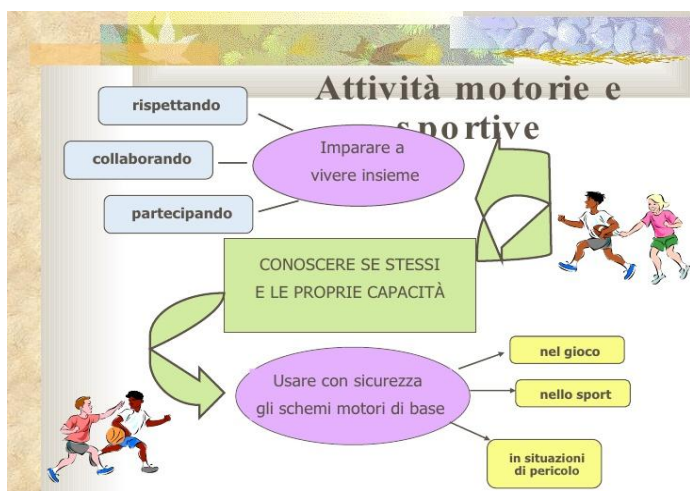 Attività motorie e
sportive
rispettando
collaborando
partecipando
Imparare a
vivere insieme
CONOSCERE SE STESSI
E LE PROPRIE CAPACITÀ
Usare con sicurezza
gli schemi motori di base
nel gioco
nello sport
in situazioni
di pericolo